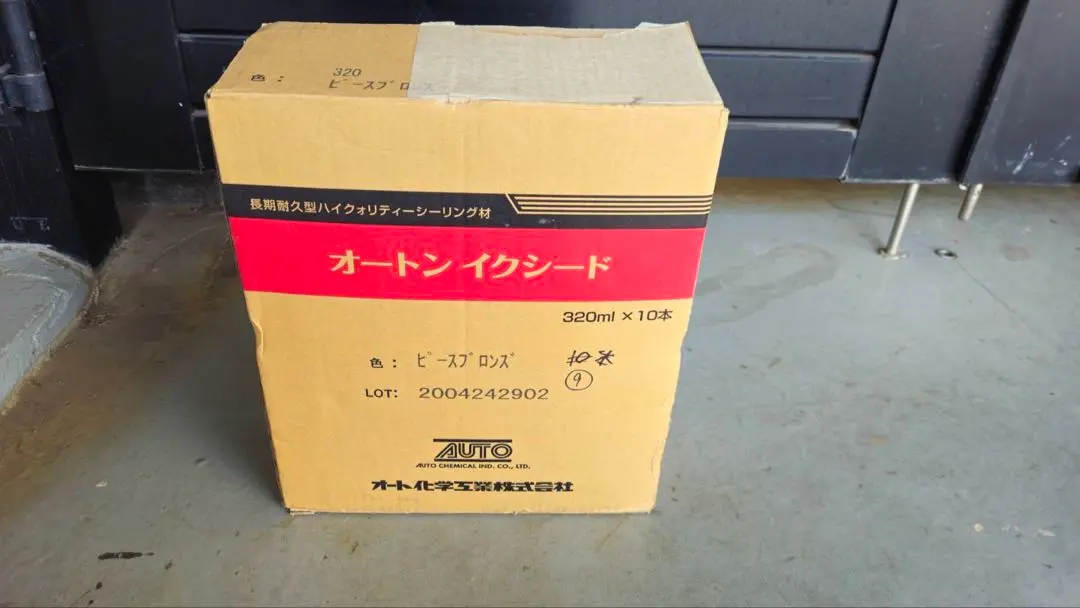 色：
320
ピースブロンズ
長期耐久型ハイクォリティーシーリング材
オートン イクシード
320ml × 10本
色： ピースブロンズ
⑨
LOT: 2004242902
AUTO
AUTO CHEMICAL IND. CO., LTD.
オート化学工業株式会社